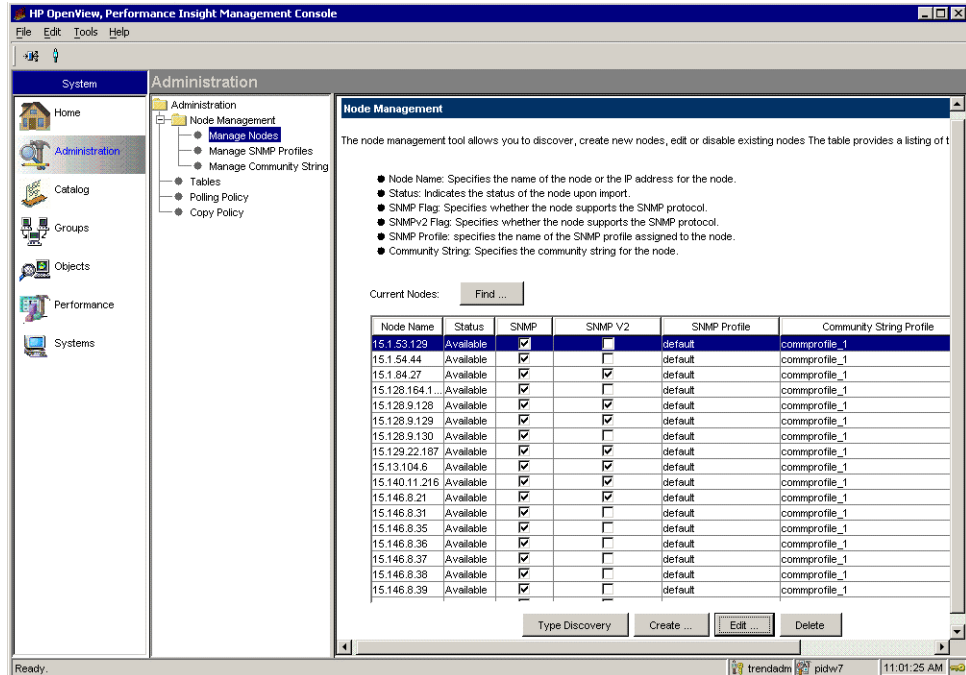 HP OpenView, Performance Insight Management Console
File Edit Tools Help
System
Administration
Home
Administration
Catalog
Groups
Objects
Performance
Systems
Administration
Node Management
Manage Nodes
Manage SNMP Profiles
Manage Community String
Tables
Polling Policy
Copy Policy
Node Management
The node management tool allows you to discover, create new nodes, edit or disable existing nodes The table provides a listing of t
Node Name: Specifies the name of the node or the IP address for the node.
Status: Indicates the status of the node upon import.
SNMP Flag: Specifies whether the node supports the SNMP protocol.
SNMPv2 Flag: Specifies whether the node supports the SNMP protocol.
SNMP Profile: specifies the name of the SNMP profile assigned to the node.
Community String: Specifies the community string for the node.
Current Nodes: Find ...
Node Name Status SNMP SNMP V2 SNMP Profile Community String Profile
15.1.53.129 Available default commprofile_1
15.1.54.44 Available default commprofile_1
15.1.84.27 Available default commprofile_1
15.128.164.1... Available default commprofile_1
15.128.9.128 Available default commprofile_1
15.128.9.129 Available default commprofile_1
15.128.9.130 Available default commprofile_1
15.129.22.187 Available default commprofile_1
15.13.104.6 Available default commprofile_1
15.140.11.216 Available default commprofile_1
15.146.8.21 Available default commprofile_1
15.146.8.31 Available default commprofile_1
15.146.8.35 Available default commprofile_1
15.146.8.36 Available default commprofile_1
15.146.8.37 Available default commprofile_1
15.146.8.38 Available default commprofile_1
15.146.8.39 Available default commprofile_1
Type Discovery Create ... Edit ... Delete
Ready. trendadm pidw7 11:01:25 AM